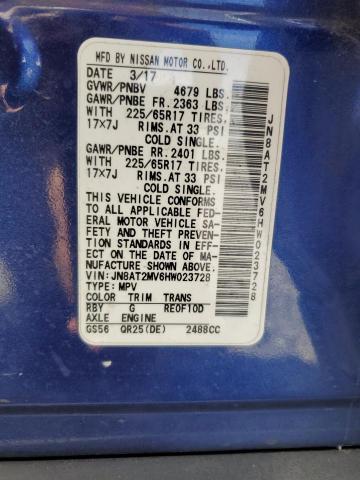 MFD BY NISSAN MOTOR CO.,LTD.
DATE 3/17
GVWR/PNBV 4679 LBS.
GAWR/PNBE FR. 2363 LBS.
WITH 225/65R17 TIRES,
17×7J RIMS.AT 33 PSI
COLD SINGLE.
GAWR/PNBE RR. 2401 LBS.
WITH 225/65R17 TIRES,
17×7J RIMS.AT 33 PSI
COLD SINGLE.
THIS VEHICLE CONFORMS
TO ALL APPLICABLE FED-
ERAL MOTOR VEHICLE SA-
FETY AND THEFT PREVEN-
TION STANDARDS IN EFF-
ECT ON THE DATE OF MA-
NUFACTURE SHOWN ABOVE.
VIN:JN8AT2MV6HW023728
TYPE: MPV
COLOR TRIM TRANS
RBY G RE0F10D
AXLE ENGINE
GS56 QR25(DE) 2488CC
JN8AT2MV6HW023728